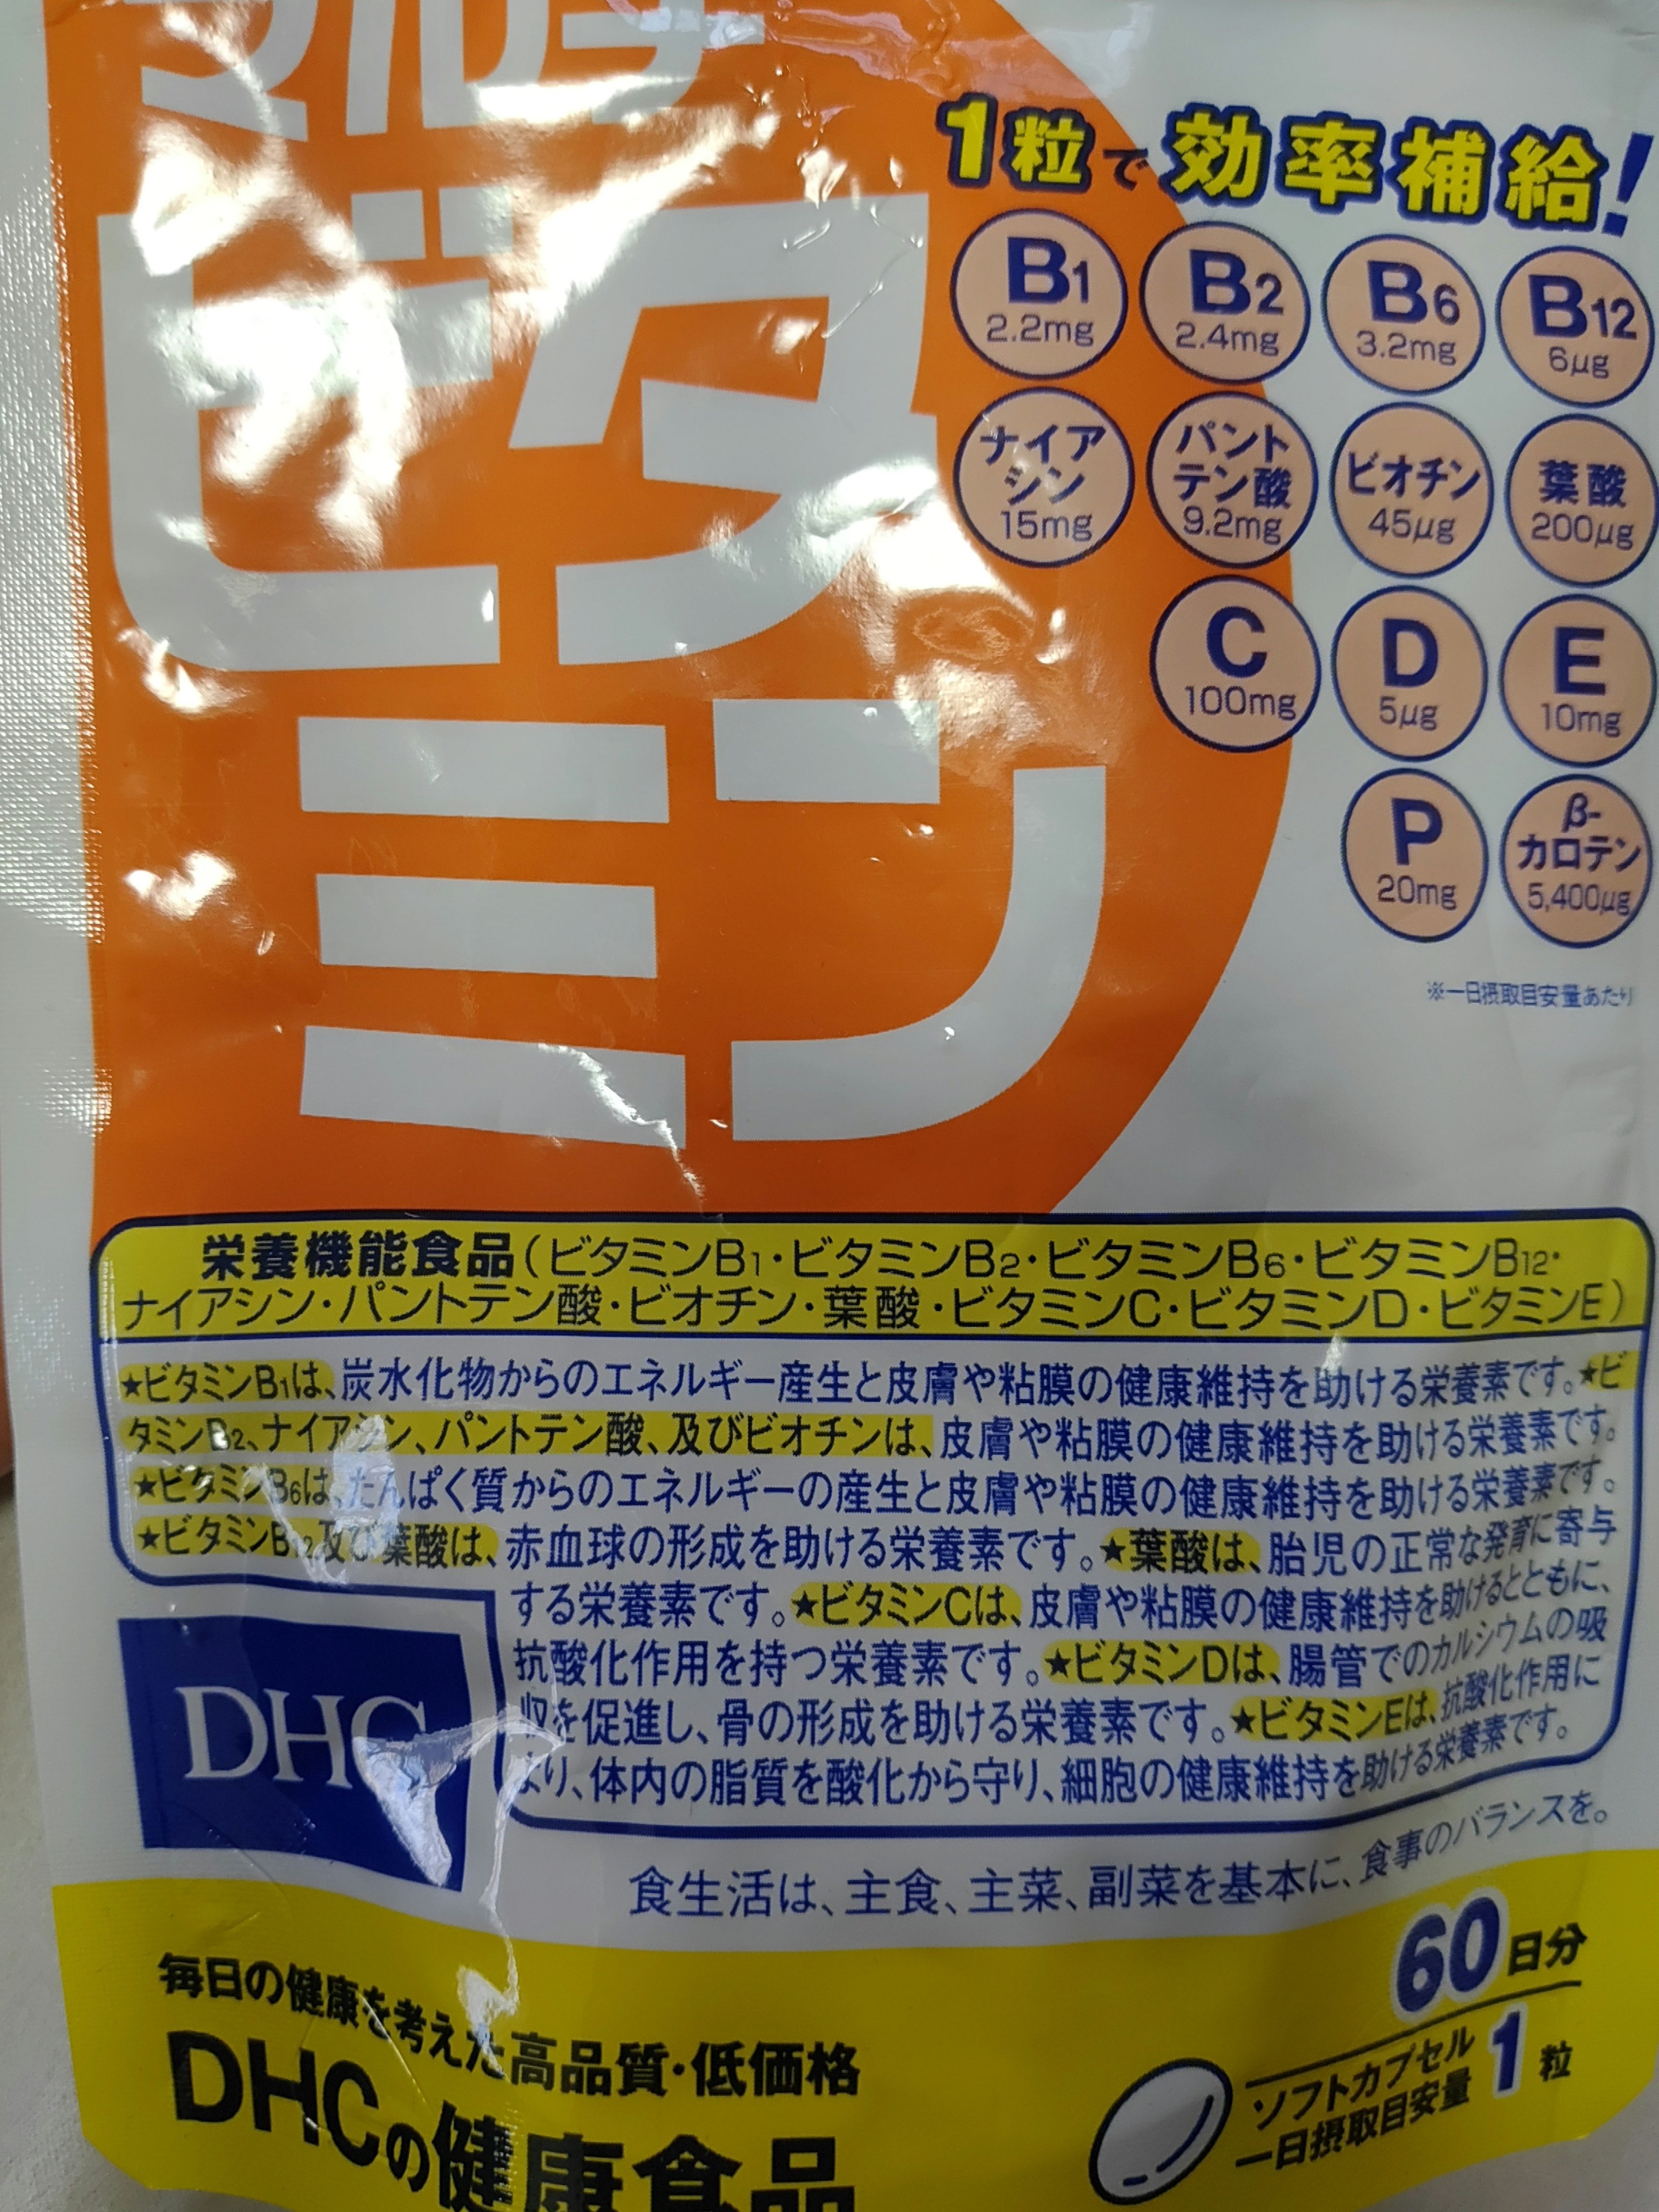 マルチ
ビタ
ミン
1粒で効率補給!
B1 B2 B6 B12
2.2mg 2.4mg 3.2mg 6μg
ナイア パント ビオチン 葉酸
シン テン酸
15mg 9.2mg 45μg 200μg
C D E
100mg 5μg 10mg
P β-
カロテン
20mg 5,400μg
※一日摂取目安量あたり
栄養機能食品(ビタミンB1・ビタミンB2・ビタミンB6・ビタミンB12・
ナイアシン・パントテン酸・ビオチン・葉酸・ビタミンC・ビタミンD・ビタミンE)
★ビタミンB1は、炭水化物からのエネルギー産生と皮膚や粘膜の健康維持を助ける栄養素です。★ビ
タミンB2、ナイアシン、パントテン酸、及びビオチンは、皮膚や粘膜の健康維持を助ける栄養素です。
★ビタミンB6は、たんぱく質からのエネルギーの産生と皮膚や粘膜の健康維持を助ける栄養素です。
★ビタミンB12及び葉酸は、赤血球の形成を助ける栄養素です。★葉酸は、胎児の正常な発育に寄与
する栄養素です。★ビタミンCは、皮膚や粘膜の健康維持を助けるとともに、
抗酸化作用を持つ栄養素です。★ビタミンDは、腸管でのカルシウムの吸
収を促進し、骨の形成を助ける栄養素です。★ビタミンEは、抗酸化作用に
より、体内の脂質を酸化から守り、細胞の健康維持を助ける栄養素です。
DHC
食生活は、主食、主菜、副菜を基本に、食事のバランスを。
毎日の健康を考えた高品質・低価格
DHCの健康食品
60日分
ソフトカプセル
一日摂取目安量 1粒